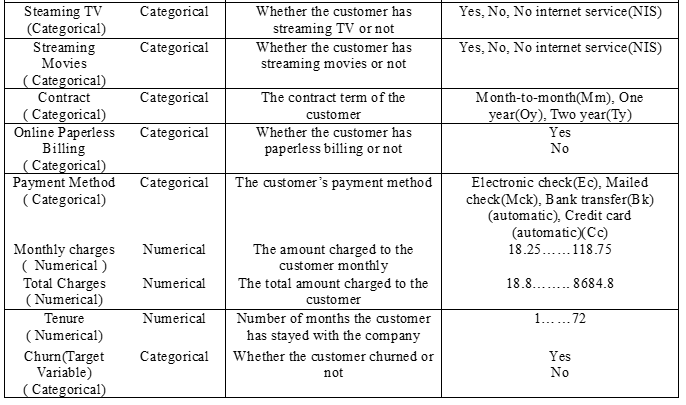 Steaming TV Categorical Whether the customer has Yes, No, No internet service(NIS)
(Categorical) streaming TV or not
Streaming Categorical Whether the customer has Yes, No, No internet service(NIS)
Movies streaming movies or not
( Categorical)
Contract Categorical The contract term of the Month-to-month(Mm), One
( Categorical) customer year(Oy), Two year(Ty)
Online Paperless Categorical Whether the customer has Yes
Billing paperless billing or not No
( Categorical)
Payment Method Categorical The customer's payment method Electronic check(Ec), Mailed
( Categorical) check(Mck), Bank transfer(Bk)
(automatic), Credit card
(automatic)(Cc)
Monthly charges Numerical The amount charged to the 18.25……118.75
( Numerical ) customer monthly
Total Charges Numerical The total amount charged to the 18.8…….. 8684.8
( Numerical) customer
Tenure Numerical Number of months the customer 1……72
( Numerical) has stayed with the company
Churn(Target Categorical Whether the customer churned or Yes
Variable) not No
( Categorical)